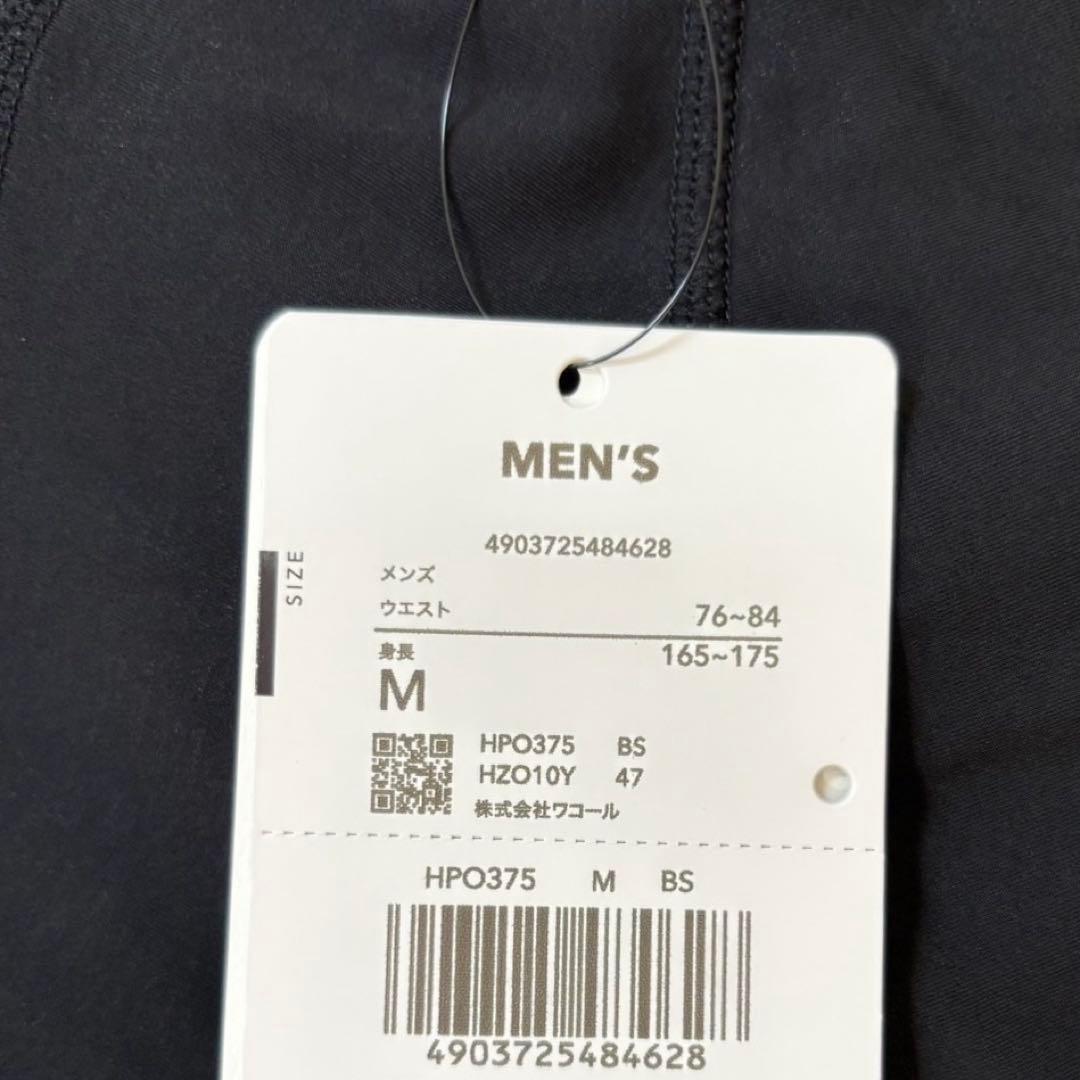 MEN'S
4903725484628
SIZE
メンズ
ウエスト 76~84
身長 165~175
M
HPO375 BS
HZO10Y 47
株式会社ワコール
HPO375 M BS
4903725484628